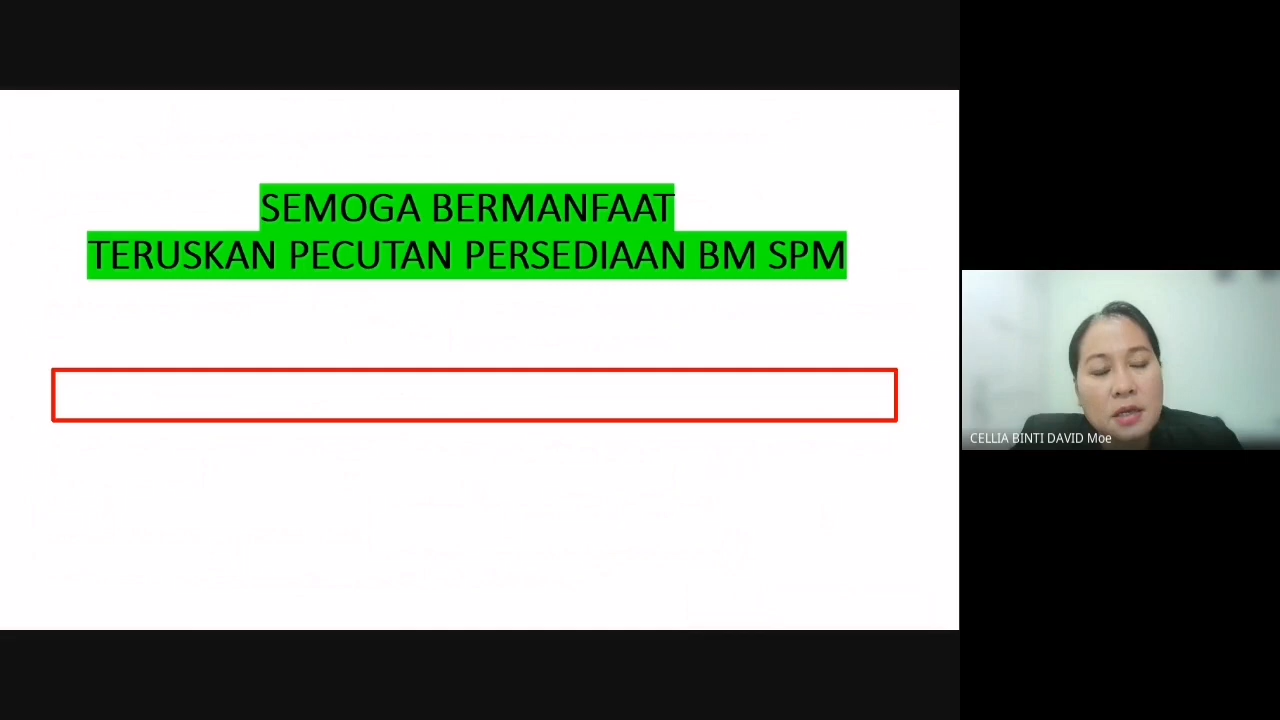 SEMOGA BERMANFAAT
TERUSKAN PECUTAN PERSEDIAAN BM SPM
CELLIA BINTI DAVID Moe